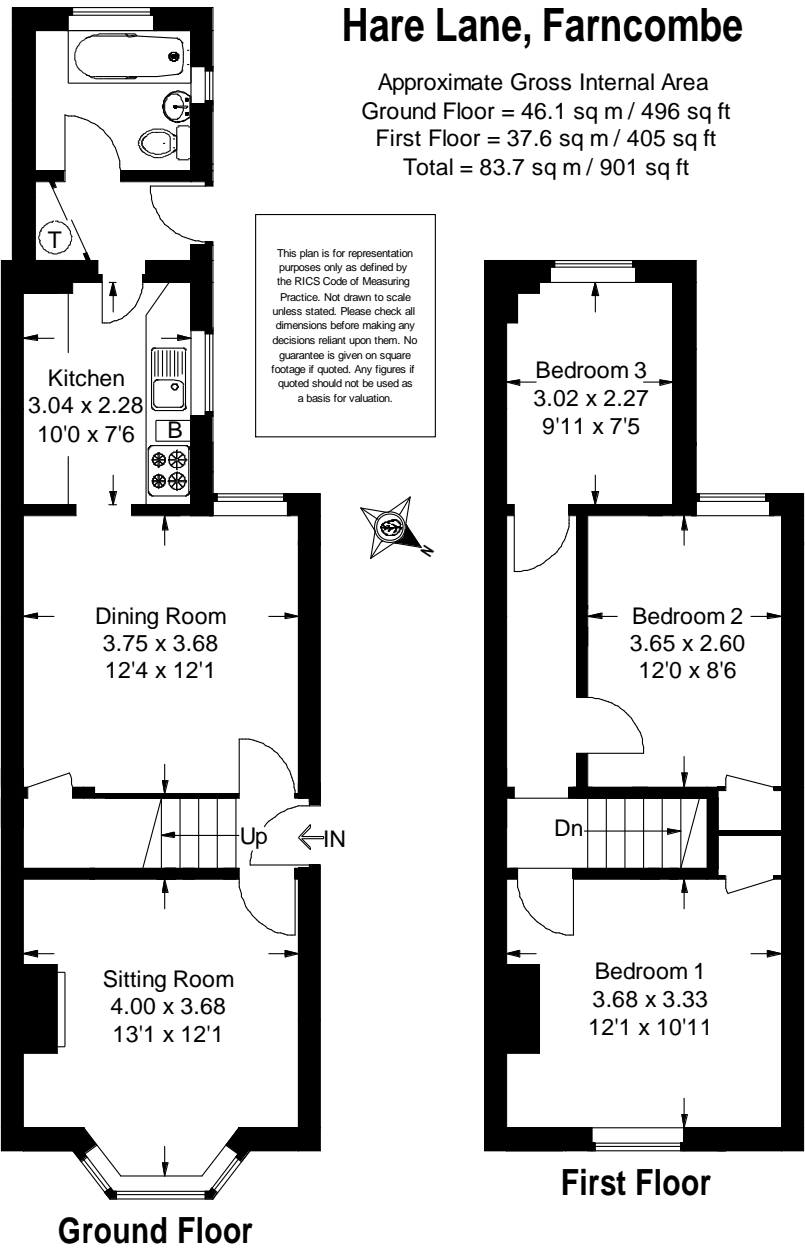 Hare Lane, Farncombe
Approximate Gross Internal Area
Ground Floor = 46.1 sq m / 496 sq ft
First Floor = 37.6 sq m / 405 sq ft
Total = 83.7 sq m / 901 sq ft
This plan is for representation
purposes only as defined by
the RICS Code of Measuring
Practice. Not drawn to scale
unless stated. Please check all
dimensions before making any
decisions reliant upon them. No
guarantee is given on square
footage if quoted. Any figures if
quoted should not be used as
a basis for valuation.
T
Kitchen
3.04 x 2.28
10'0 x 7'6
B
N
Dining Room
3.75 x 3.68
12'4 x 12'1
Up
IN
Sitting Room
4.00 x 3.68
13'1 x 12'1
Ground Floor
Bedroom 3
3.02 x 2.27
9'11 x 7'5
Bedroom 2
3.65 x 2.60
12'0 x 8'6
Dn
Bedroom 1
3.68 x 3.33
12'1 x 10'11
First Floor